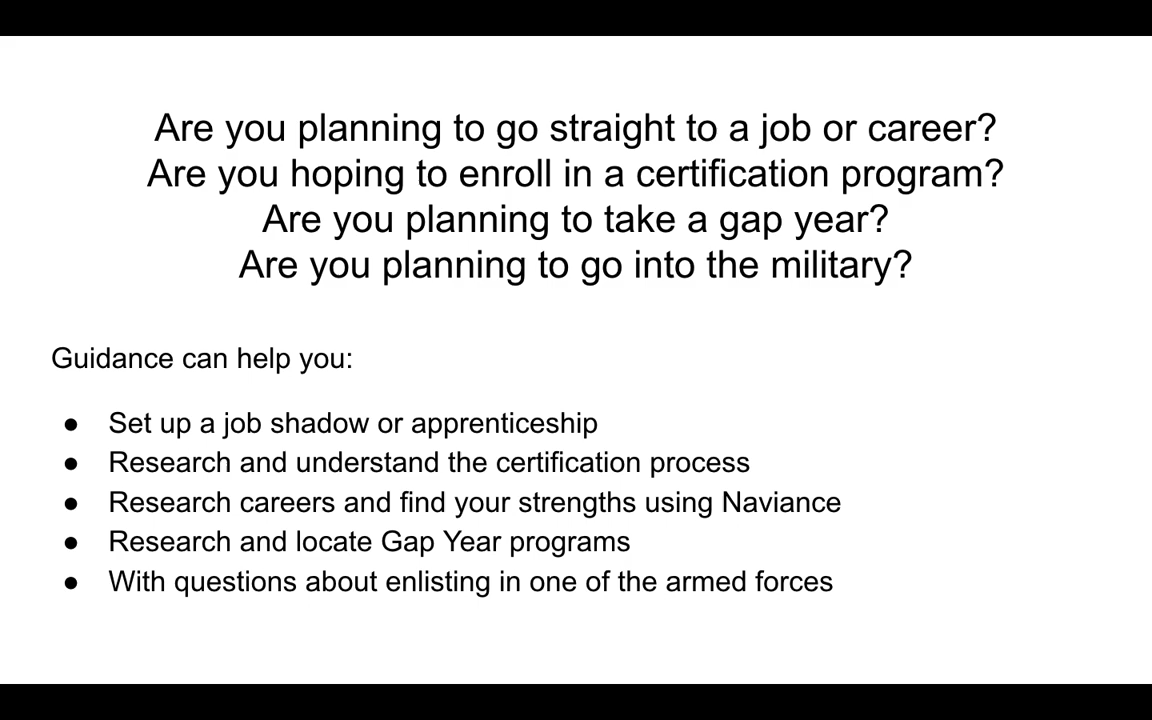 Are you planning to go straight to a job or career?
Are you hoping to enroll in a certification program?
Are you planning to take a gap year?
Are you planning to go into the military?
Guidance can help you:
● Set up a job shadow or apprenticeship
● Research and understand the certification process
● Research careers and find your strengths using Naviance
● Research and locate Gap Year programs
● With questions about enlisting in one of the armed forces